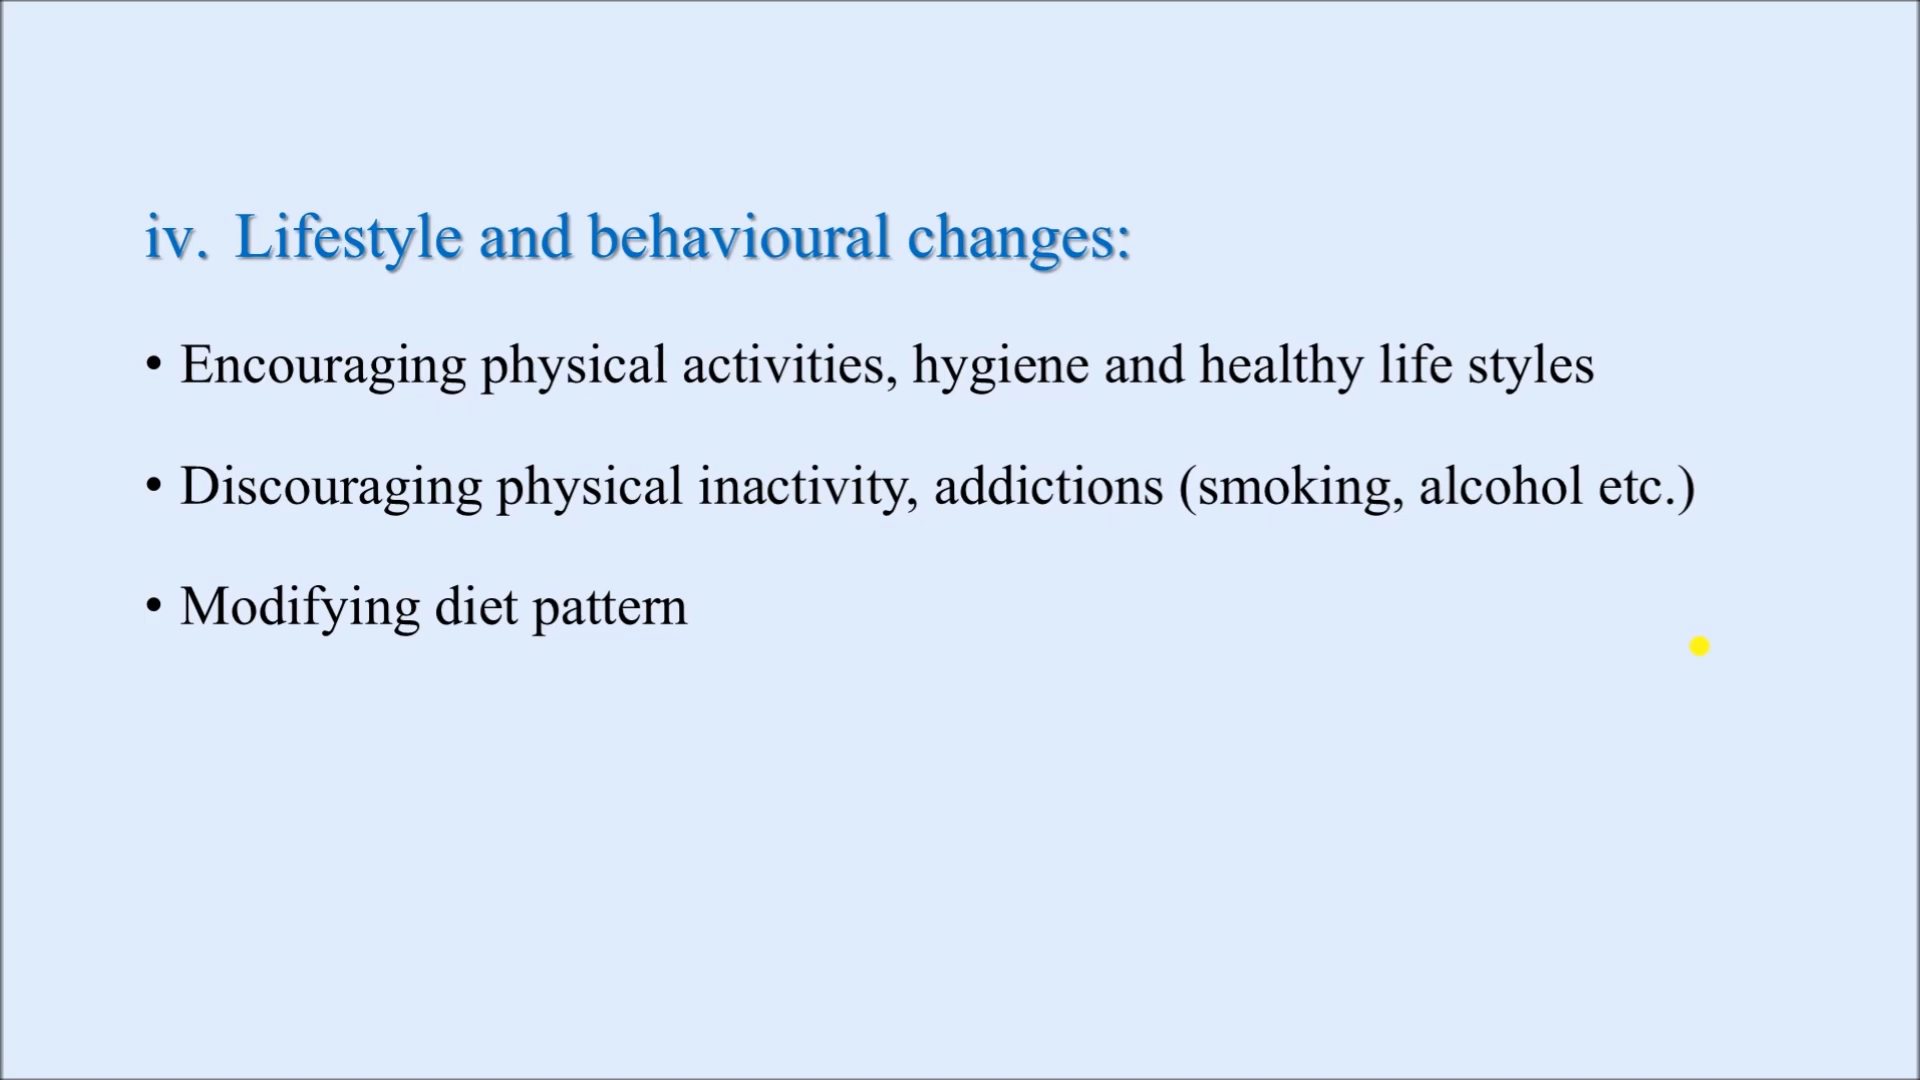 iv. Lifestyle and behavioural changes:
• Encouraging physical activities, hygiene and healthy life styles
• Discouraging physical inactivity, addictions (smoking, alcohol etc.)
• Modifying diet pattern